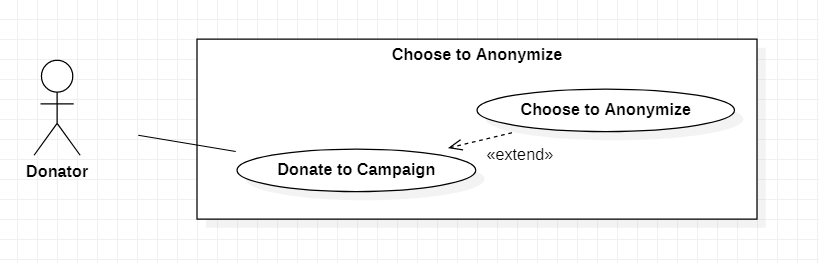 Choose to Anonymize
Choose to Anonymize
«extend»
Donate to Campaign
Donator